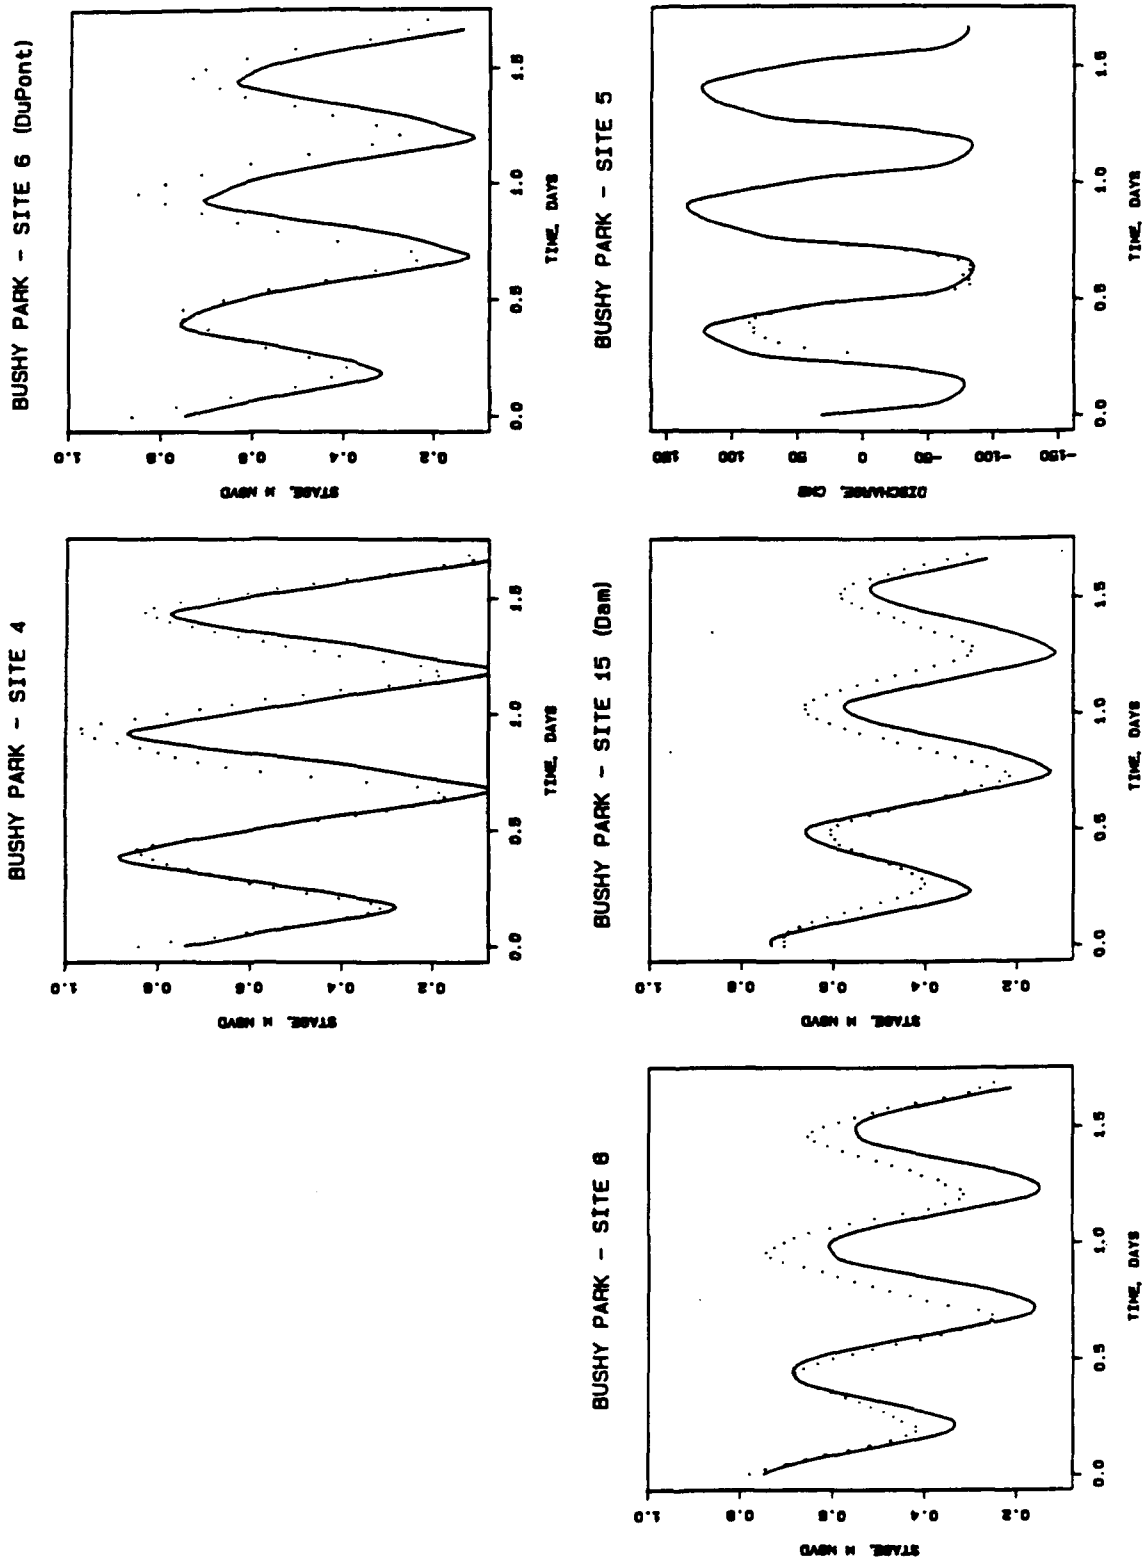 BUSHY PARK - SITE 4
STAGE, M NGVD
1.0
0.8
0.6
0.4
0.2
0.0 0.5 1.0 1.5
TIME, DAYS
BUSHY PARK - SITE 6 (DuPont)
STAGE, M NGVD
1.0
0.8
0.6
0.4
0.2
0.0 0.5 1.0 1.5
TIME, DAYS
BUSHY PARK - SITE 8
STAGE, M NGVD
1.0
0.8
0.6
0.4
0.2
0.0 0.5 1.0 1.5
TIME, DAYS
BUSHY PARK - SITE 15 (Dam)
STAGE, M NGVD
1.0
0.8
0.6
0.4
0.2
0.0 0.5 1.0 1.5
TIME, DAYS
BUSHY PARK - SITE 5
DISCHARGE, CMS
150
100
50
0
-50
-100
-150
0.0 0.5 1.0 1.5
TIME, DAYS